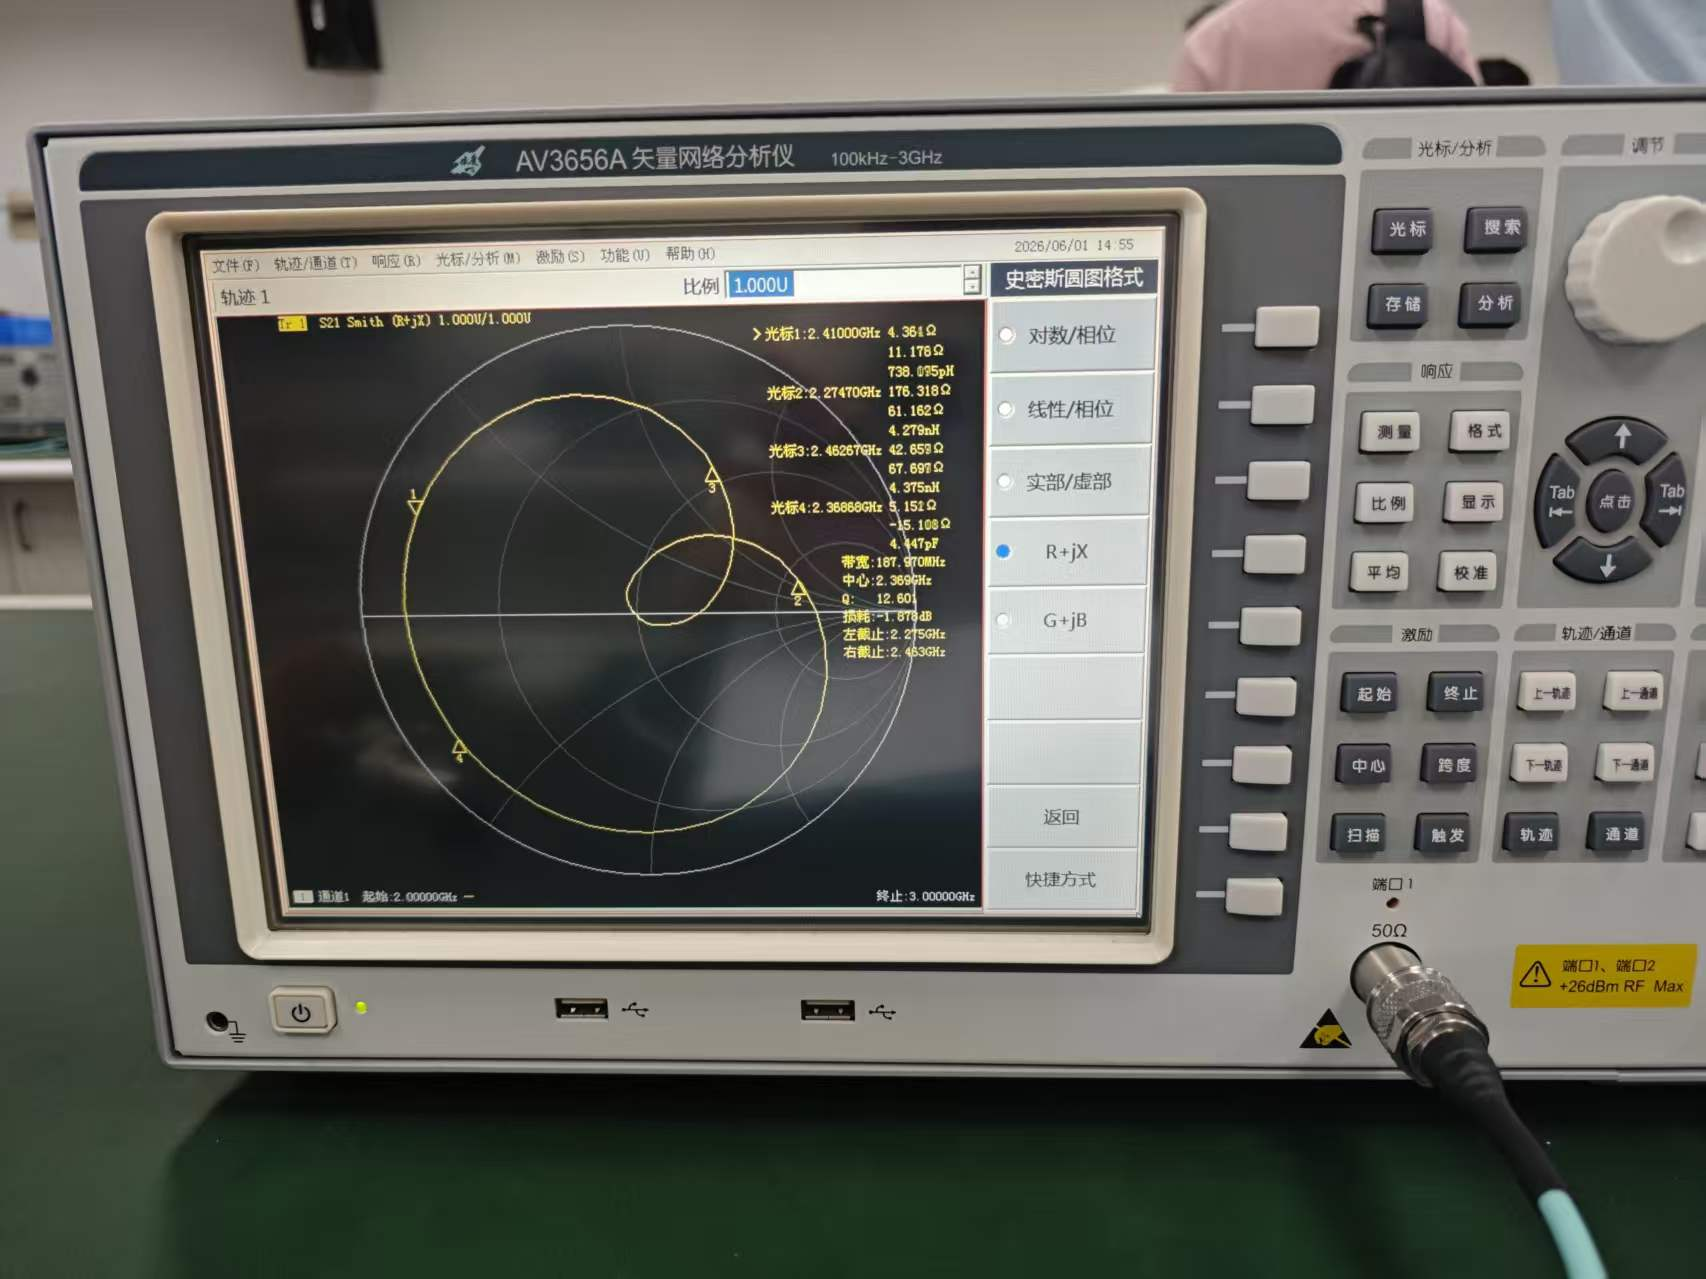 AV3656A 矢量网络分析仪 100kHz-3GHz
文件(F) 轨迹/通道(T) 响应(R) 光标/分析(M) 激励(S) 功能(U) 帮助(H)
2026/06/01 14:55
轨迹 1
比例 1.000U
史密斯圆图格式
Tr 1 S21 Smith (R+jX) 1.000U/1.000U
>光标1:2.41000GHz 4.364Ω
11.178Ω
738.095pH
光标2:2.27470GHz 176.318Ω
61.162Ω
4.279nH
光标3:2.46267GHz 42.659Ω
67.697Ω
4.375nH
光标4:2.36868GHz 5.152Ω
-15.108Ω
4.447pF
带宽:187.970MHz
中心:2.369GHz
Q: 12.601
损耗:-1.878dB
左截止:2.275GHz
右截止:2.463GHz
1
2
3
4
1 通道1 起始:2.00000GHz
终止:3.00000GHz
对数/相位
线性/相位
实部/虚部
R+jX
G+jB
返回
快捷方式
光标/分析
光标
搜索
存储
分析
响应
测量
格式
比例
显示
平均
校准
激励
起始
终止
中心
跨度
扫描
触发
调节
Tab
点击
Tab
轨迹/通道
上一轨迹
上一通道
下一轨迹
下一通道
轨迹
通道
端口1
50Ω
端口1、端口2
+26dBm RF Max